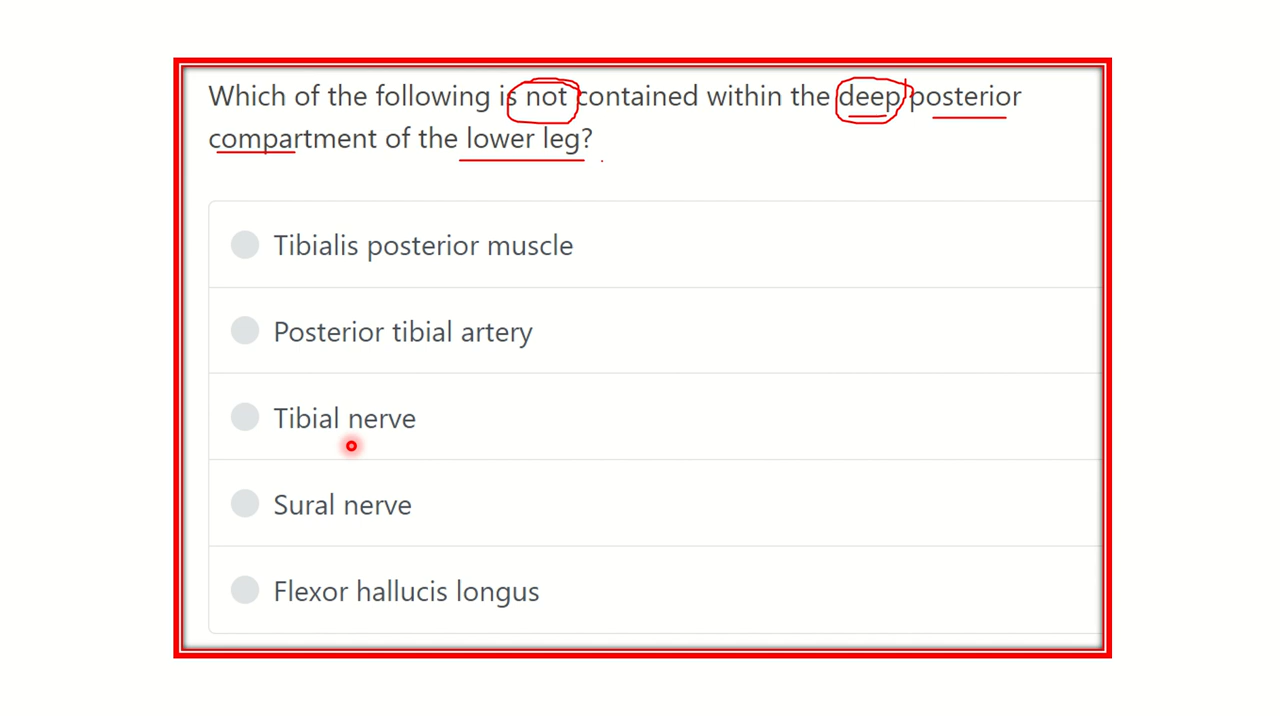 Which of the following is not contained within the deep posterior
compartment of the lower leg?
Tibialis posterior muscle
Posterior tibial artery
Tibial nerve
Sural nerve
Flexor hallucis longus